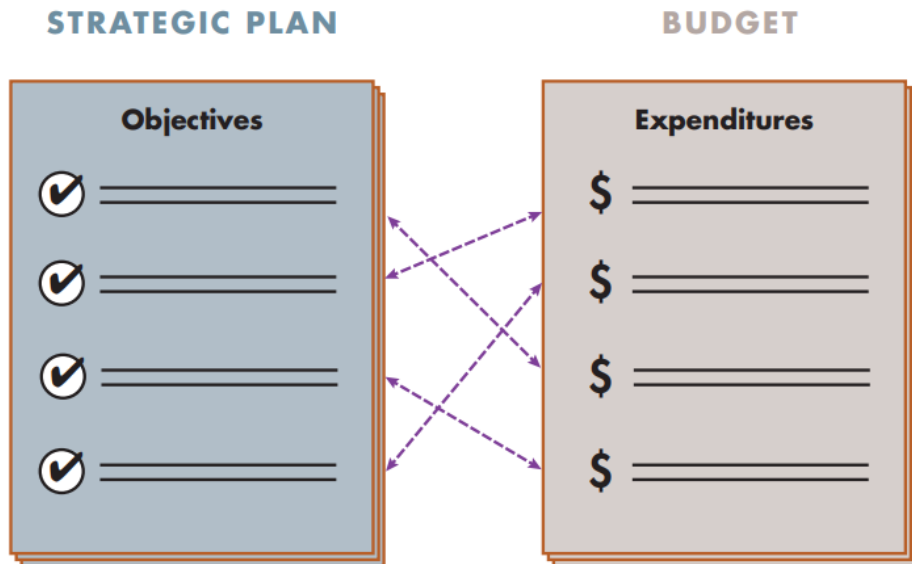 STRATEGIC PLAN
BUDGET
Objectives
Expenditures
$
$
$
$